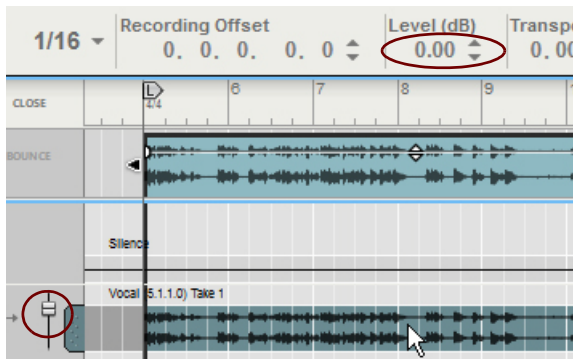 1/16
Recording Offset
0. 0. 0. 0. 0
Level (dB)
0.00
Transpo
0. 00
CLOSE
L
4/4
6
7
8
9
BOUNCE
Silence
Vocal (5.1.1.0) Take 1